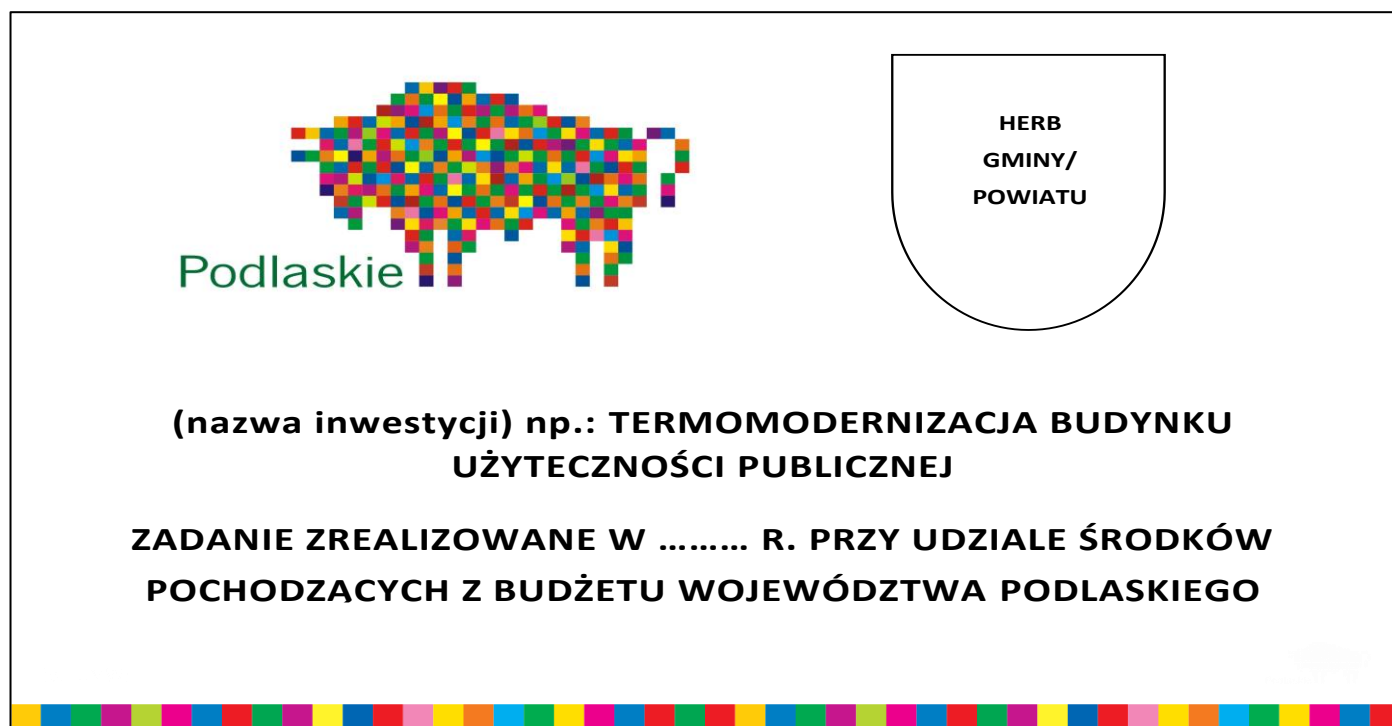 Podlaskie
HERB
GMINY/
POWIATU
(nazwa inwestycji) np.: TERMOMODERNIZACJA BUDYNKU
UŻYTECZNOŚCI PUBLICZNEJ
ZADANIE ZREALIZOWANE W ……… R. PRZY UDZIALE ŚRODKÓW
POCHODZĄCYCH Z BUDŻETU WOJEWÓDZTWA PODLASKIEGO